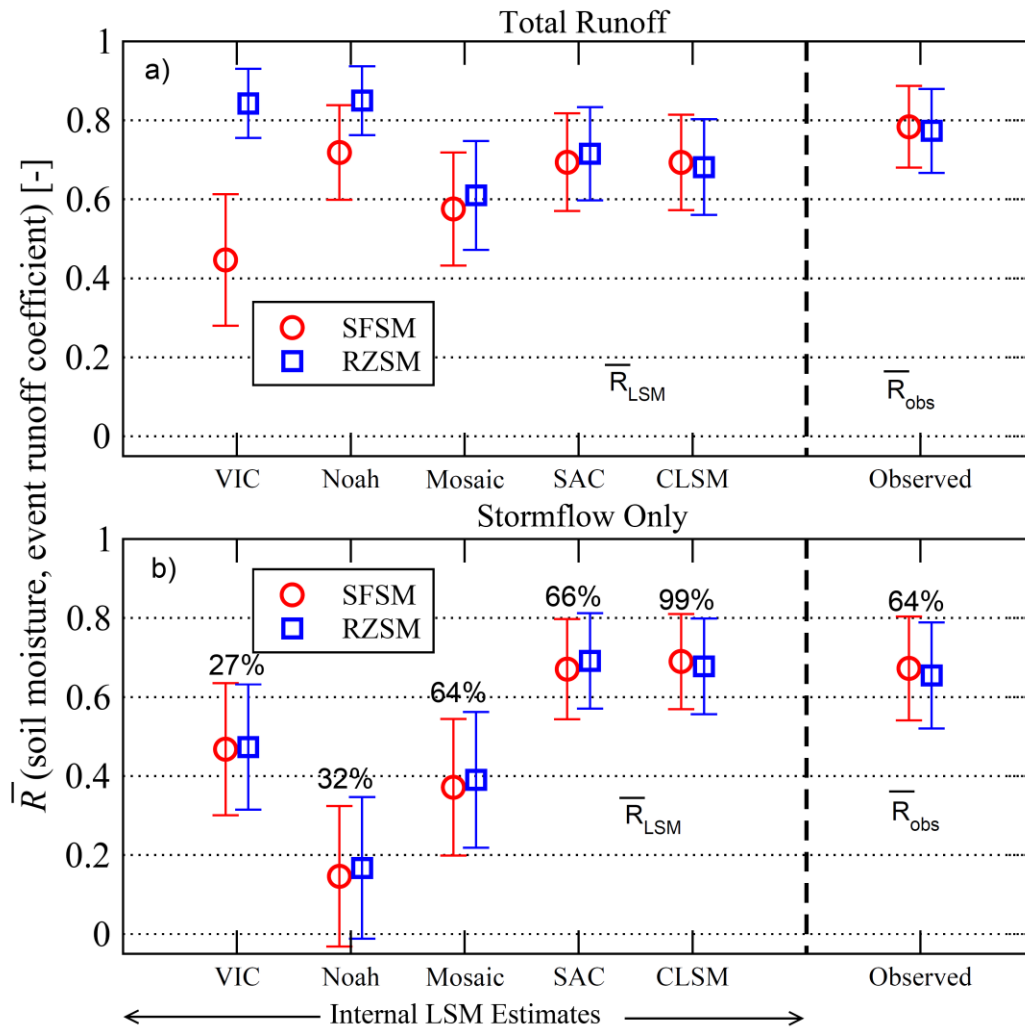 Total Runoff
a)
1
0.8
0.6
0.4
0.2
0
SFSM
RZSM
R̅LSM
R̅obs
VIC Noah Mosaic SAC CLSM Observed
R̅ (soil moisture, event runoff coefficient) [-]
Stormflow Only
b)
1
0.8
0.6
0.4
0.2
0
SFSM
RZSM
27% 32% 64% 66% 99% 64%
R̅LSM
R̅obs
VIC Noah Mosaic SAC CLSM Observed
Internal LSM Estimates